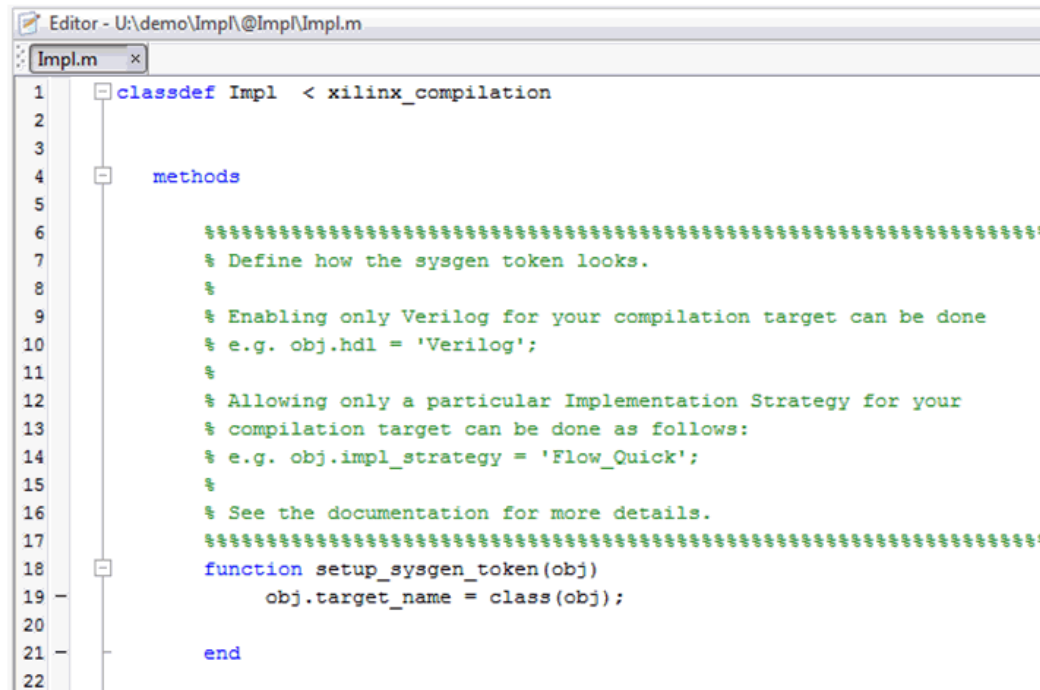 Editor - U:\demo\Impl\@Impl\Impl.m
Impl.m ×
1 classdef Impl  < xilinx_compilation
2
3
4 methods
5
6 %%%%%%%%%%%%%%%%%%%%%%%%%%%%%%%%%%%%%%%%%%%%%%%%%%%%%%%%%%%%%%%%%%%%
7 % Define how the sysgen token looks.
8 %
9 % Enabling only Verilog for your compilation target can be done
10 % e.g. obj.hdl = 'Verilog';
11 %
12 % Allowing only a particular Implementation Strategy for your
13 % compilation target can be done as follows:
14 % e.g. obj.impl_strategy = 'Flow_Quick';
15 %
16 % See the documentation for more details.
17 %%%%%%%%%%%%%%%%%%%%%%%%%%%%%%%%%%%%%%%%%%%%%%%%%%%%%%%%%%%%%%%%%%%%
18 function setup_sysgen_token(obj)
19 – obj.target_name = class(obj);
20
21 – end
22